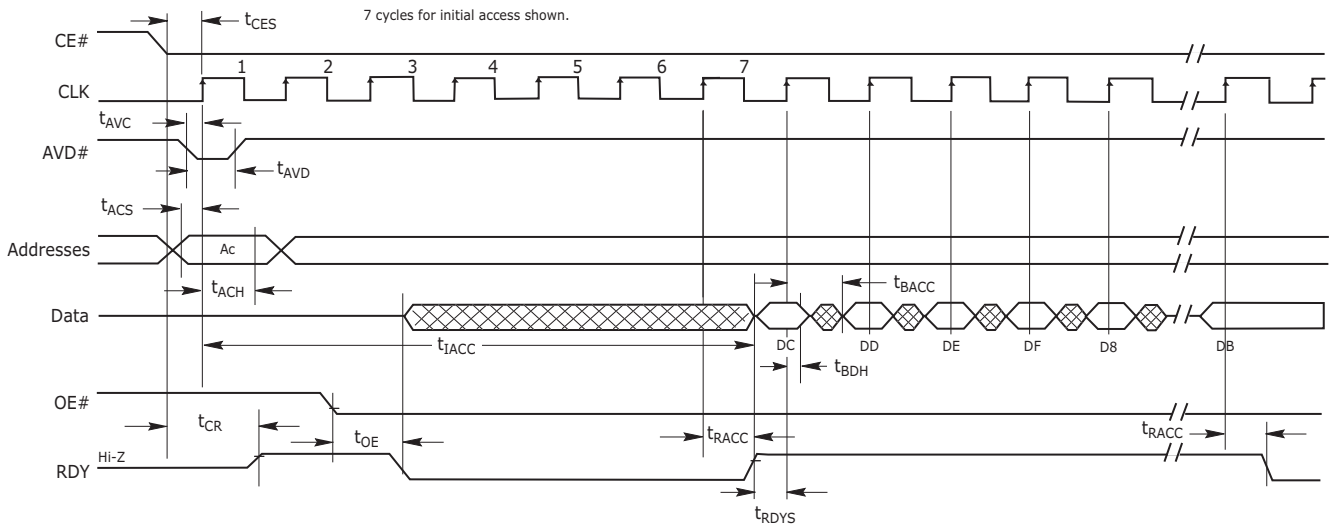 7 cycles for initial access shown.
tCES
CE#
1 2 3 4 5 6 7
CLK
tAVC
AVD#
tAVD
tACS
Addresses
Ac
tACH
tBACC
Data
DC DD DE DF D8 DB
tIACC
tBDH
OE#
tCR
tOE
tRACC
tRACC
Hi-Z
RDY
tRDYS